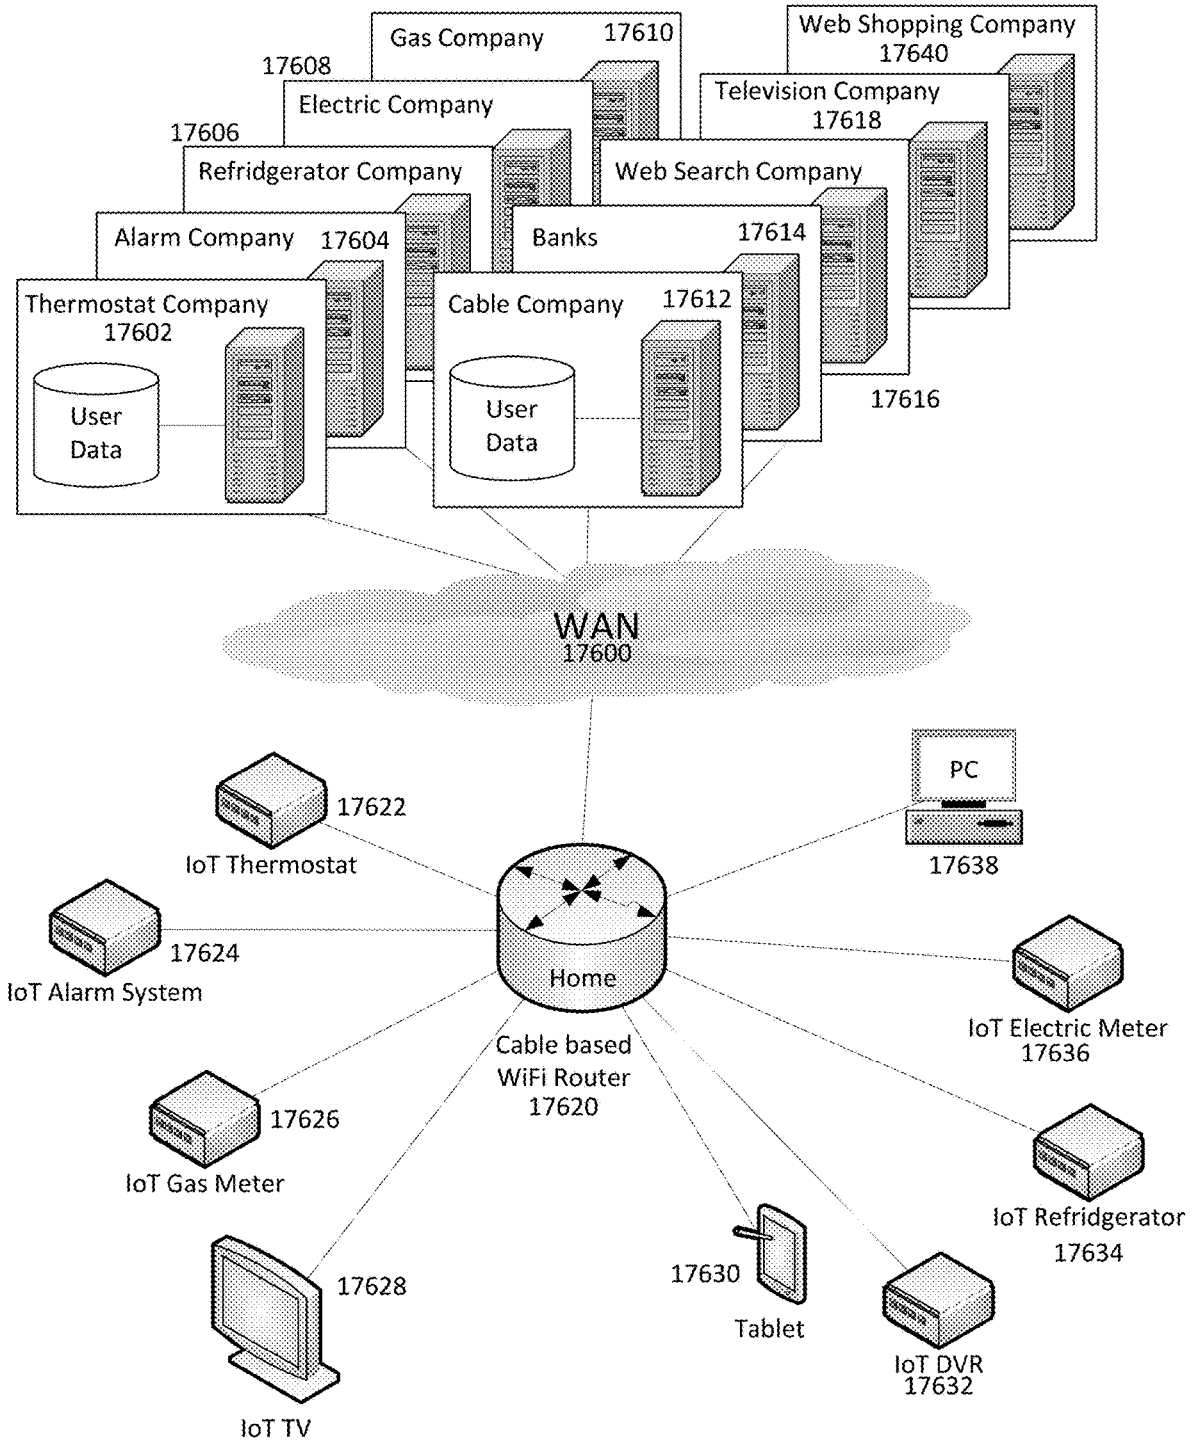 Gas Company
17610
Web Shopping Company
17640
17608
Electric Company
Television Company
17618
17606
Refridgerator Company
Web Search Company
Alarm Company
17604
Banks
17614
Thermostat Company
17602
Cable Company
17612
17616
User
Data
User
Data
WAN
17600
PC
17638
17622
IoT Thermostat
17624
IoT Alarm System
Home
Cable based
WiFi Router
17620
IoT Electric Meter
17636
17626
IoT Gas Meter
IoT Refridgerator
17634
17628
IoT TV
17630
Tablet
IoT DVR
17632